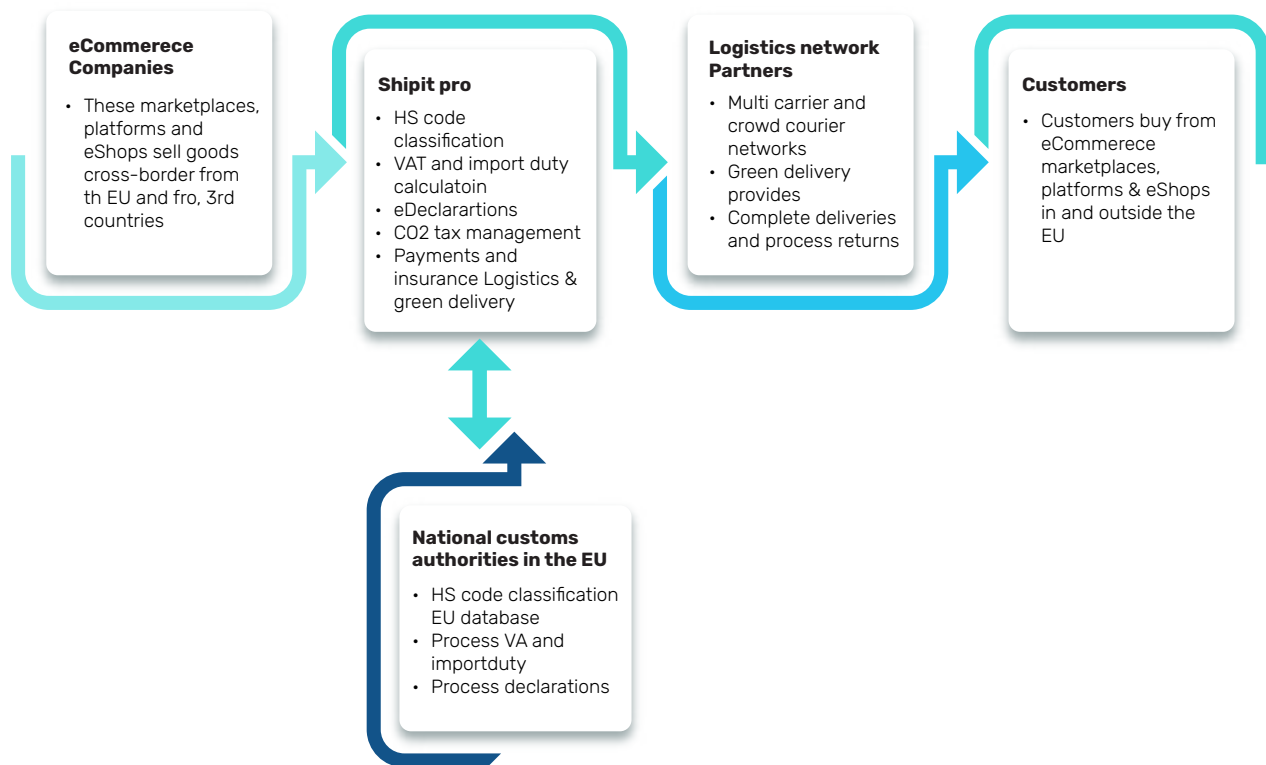 eCommerece
Companies
• These marketplaces,
platforms and
eShops sell goods
cross-border from
th EU and fro, 3rd
countries
Shipit pro
• HS code
classification
• VAT and import duty
calculatoin
• eDeclarartions
• CO2 tax management
• Payments and
insurance Logistics &
green delivery
Logistics network
Partners
• Multi carrier and
crowd courier
networks
• Green delivery
provides
• Complete deliveries
and process returns
Customers
• Customers buy from
eCommerece
marketplaces,
platforms & eShops
in and outside the
EU
National customs
authorities in the EU
• HS code classification
EU database
• Process VA and
importduty
• Process declarations